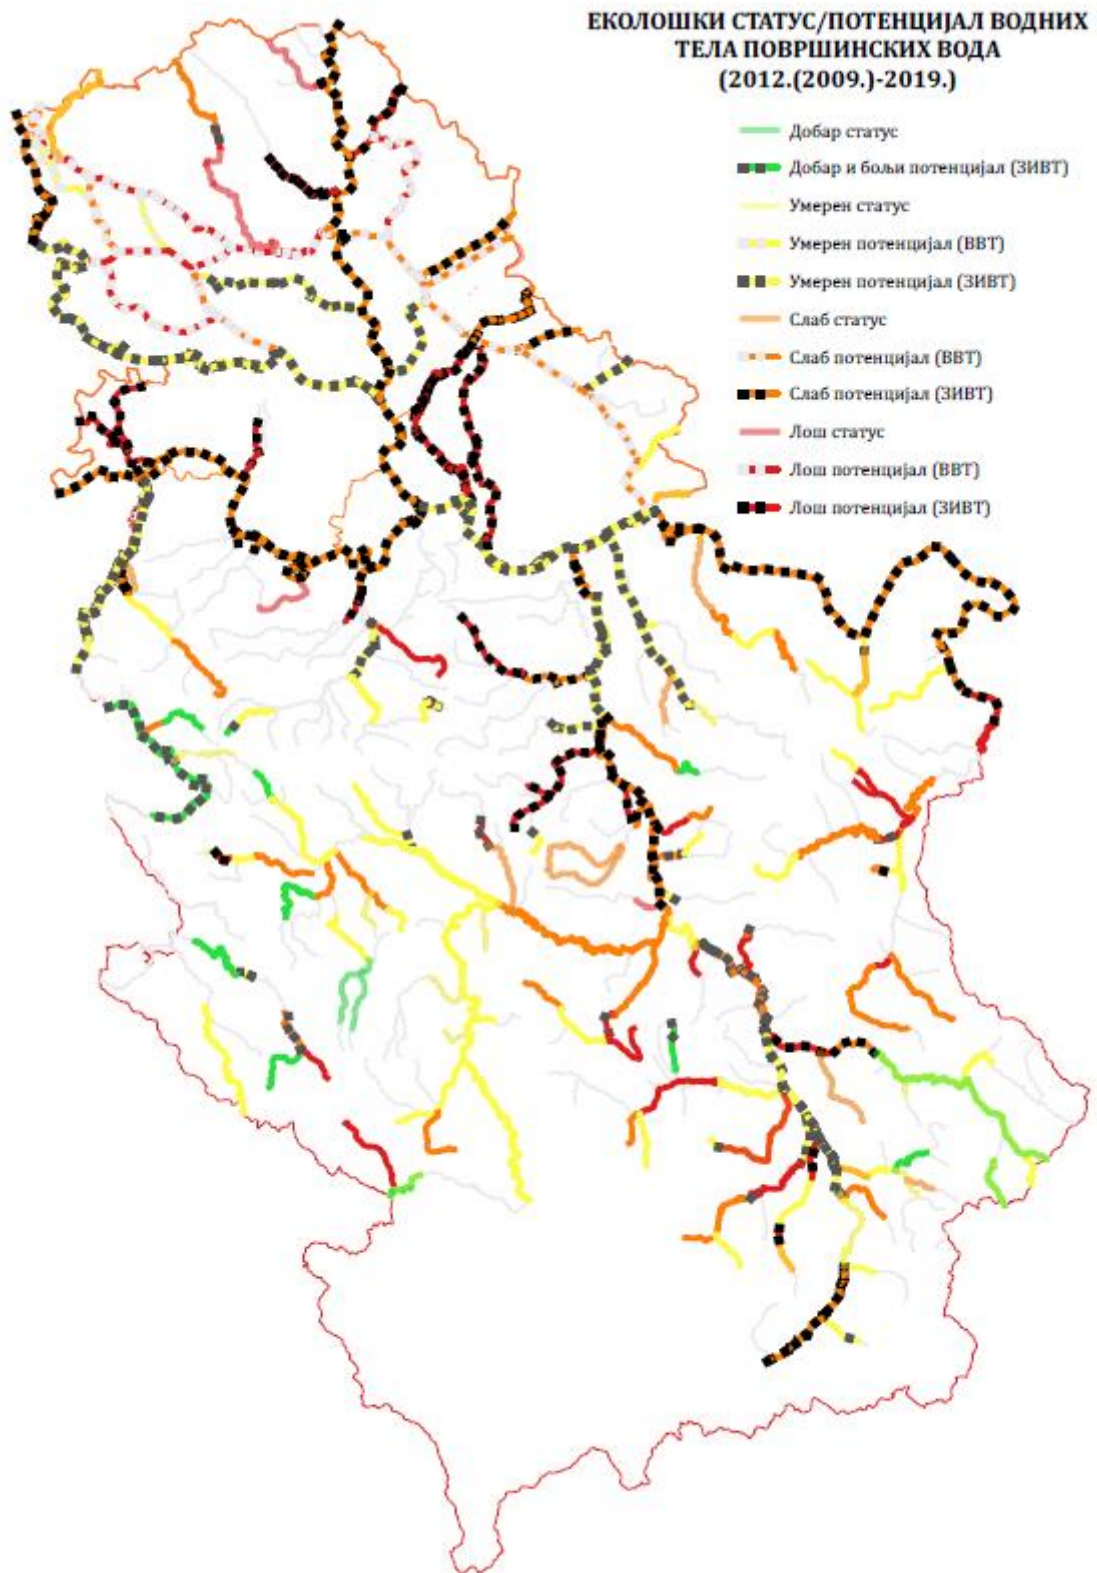 ЕКОЛОШКИ СТАТУС/ПОТЕНЦИЈАЛ ВОДНИХ
ТЕЛА ПОВРШИНСКИХ ВОДА
(2012.(2009.)-2019.)
Добар статус
Добар и бољи потенцијал (ЗИВТ)
Умерен статус
Умерен потенцијал (ВВТ)
Умерен потенцијал (ЗИВТ)
Слаб статус
Слаб потенцијал (ВВТ)
Слаб потенцијал (ЗИВТ)
Лош статус
Лош потенцијал (ВВТ)
Лош потенцијал (ЗИВТ)